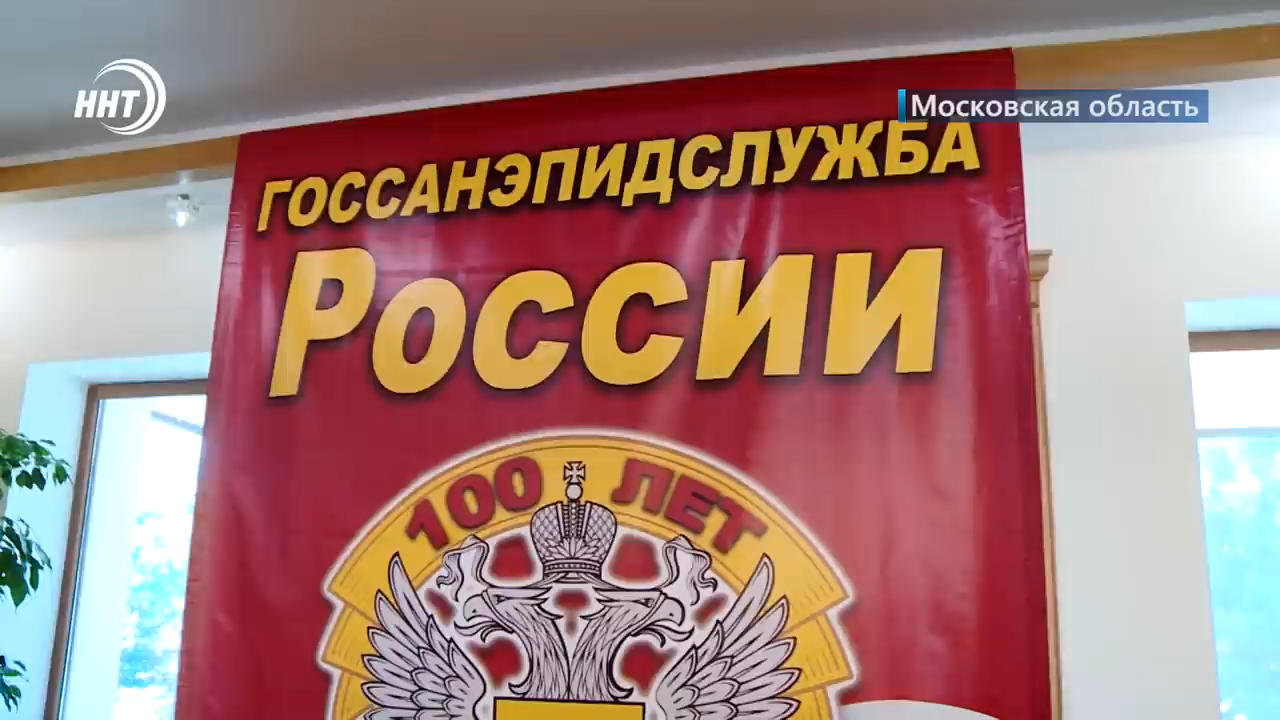 ННТ
Московская область
ГОССАНЭПИДСЛУЖБА
РОССИИ
100 ЛЕТ